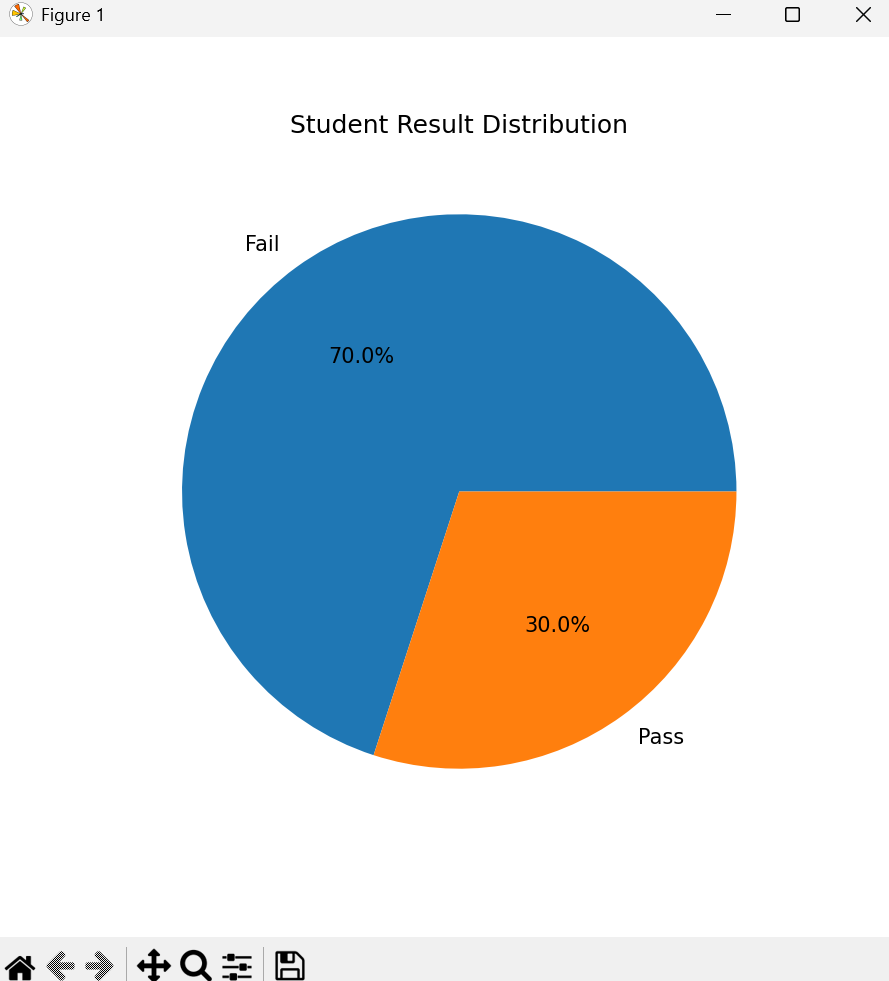 Figure 1
Student Result Distribution
Fail
70.0%
30.0%
Pass